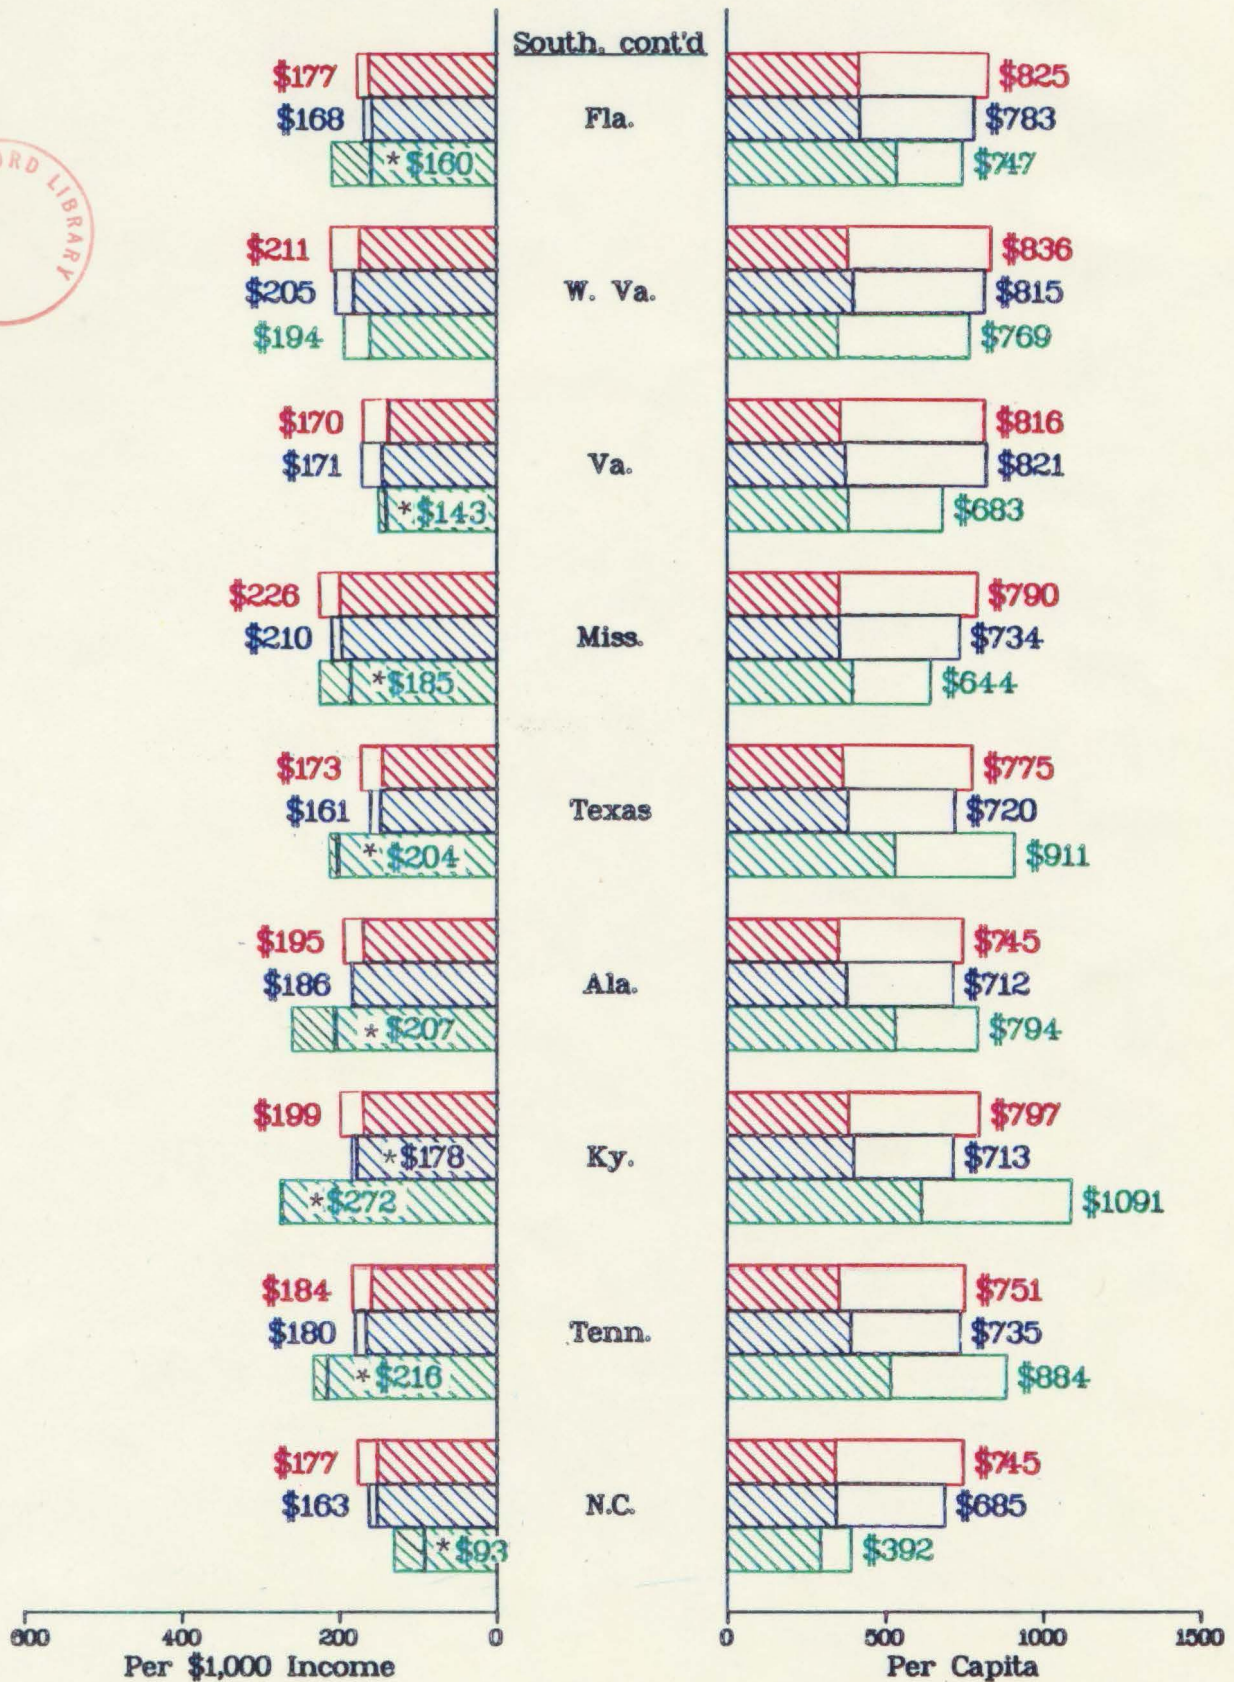 South, cont'd
$177 $825
$168 Fla. $783
* $160 $747
$211 $836
$205 W. Va. $815
$194 $769
$170 $816
$171 Va. $821
* $143 $683
$226 $790
$210 Miss. $734
* $185 $644
$173 $775
$161 Texas $720
* $204 $911
$195 $745
$186 Ala. $712
* $207 $794
$199 $797
* $178 Ky. $713
* $272 $1091
$184 $751
$180 Tenn. $735
* $216 $884
$177 $745
$163 N.C. $685
* $93 $392
600 400 200 0 0 500 1000 1500
Per $1,000 Income Per Capita
LIBRARY